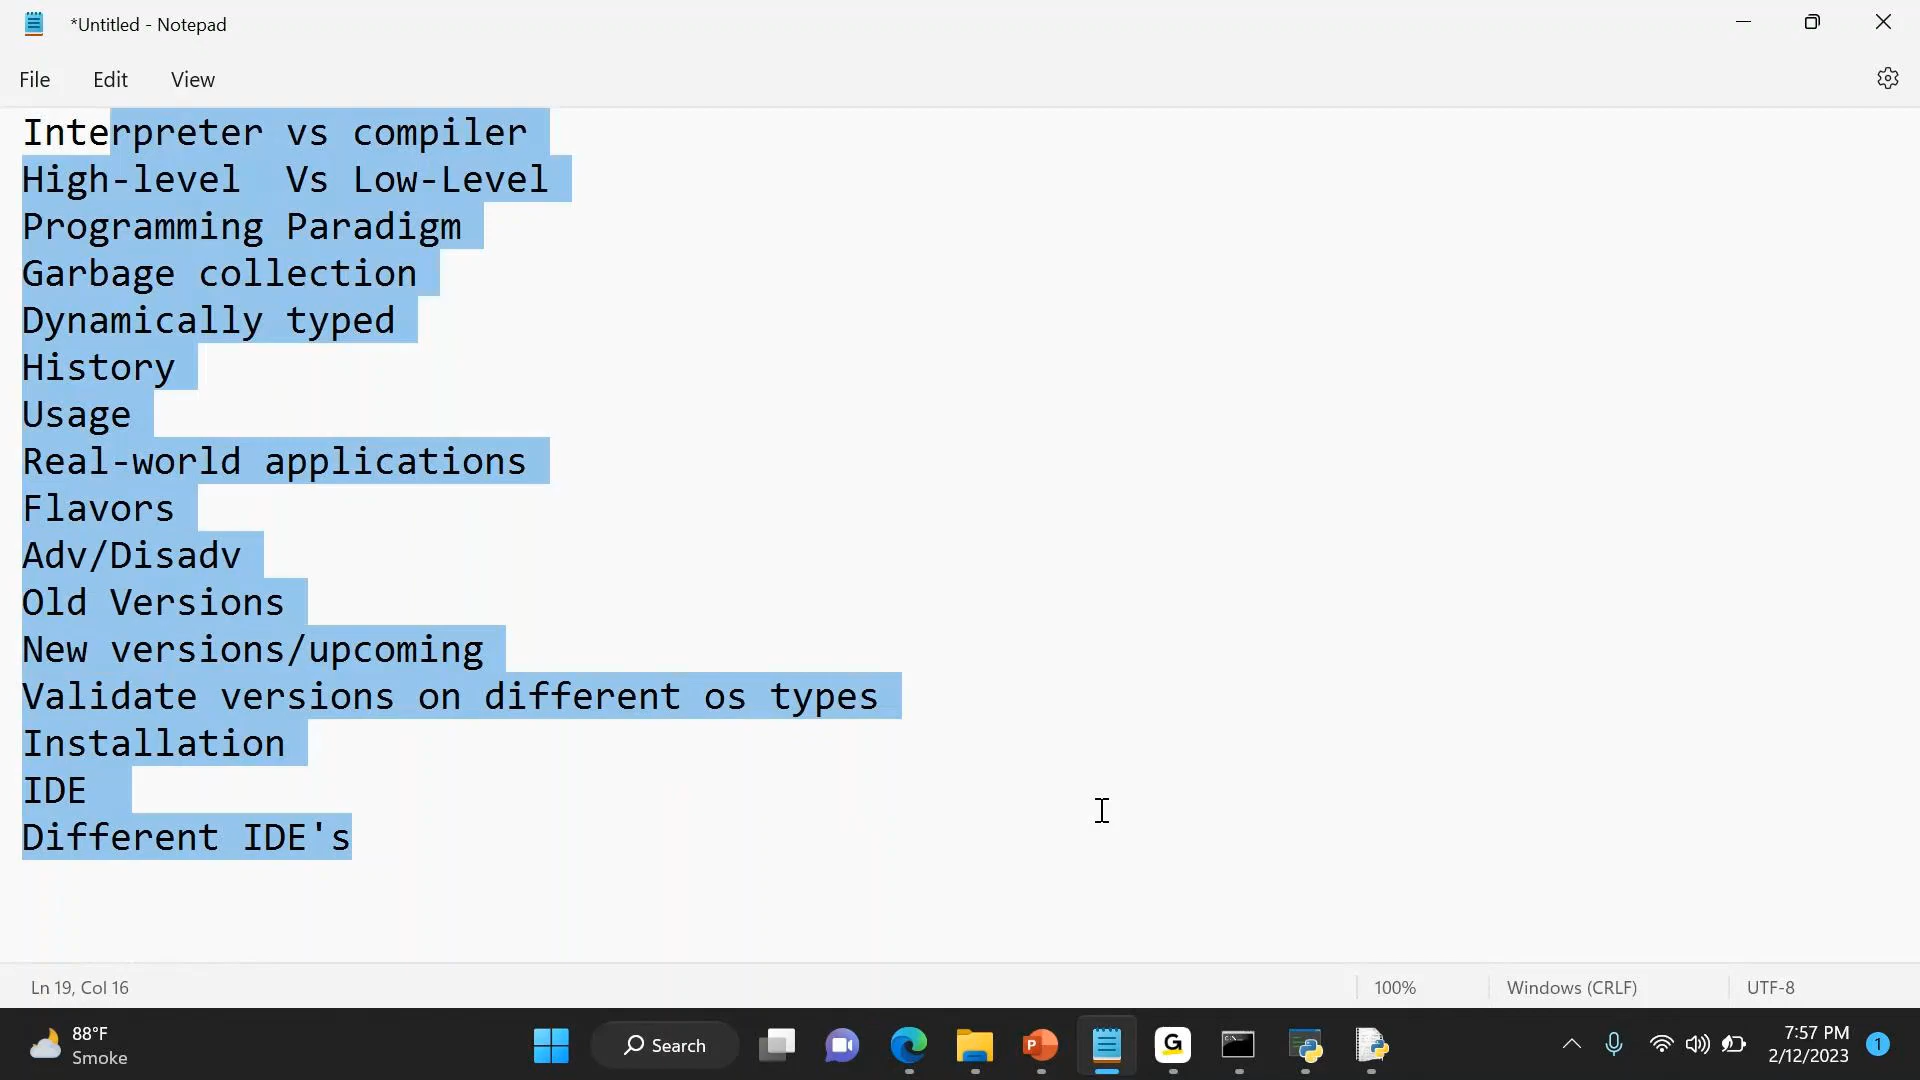 *Untitled - Notepad
File Edit View
Interpreter vs compiler
High-level  Vs Low-Level
Programming Paradigm
Garbage collection
Dynamically typed
History
Usage
Real-world applications
Flavors
Adv/Disadv
Old Versions
New versions/upcoming
Validate versions on different os types
Installation
IDE
Different IDE's
Ln 19, Col 16 100% Windows (CRLF) UTF-8
88°F
Smoke
Search
7:57 PM
2/12/2023
1